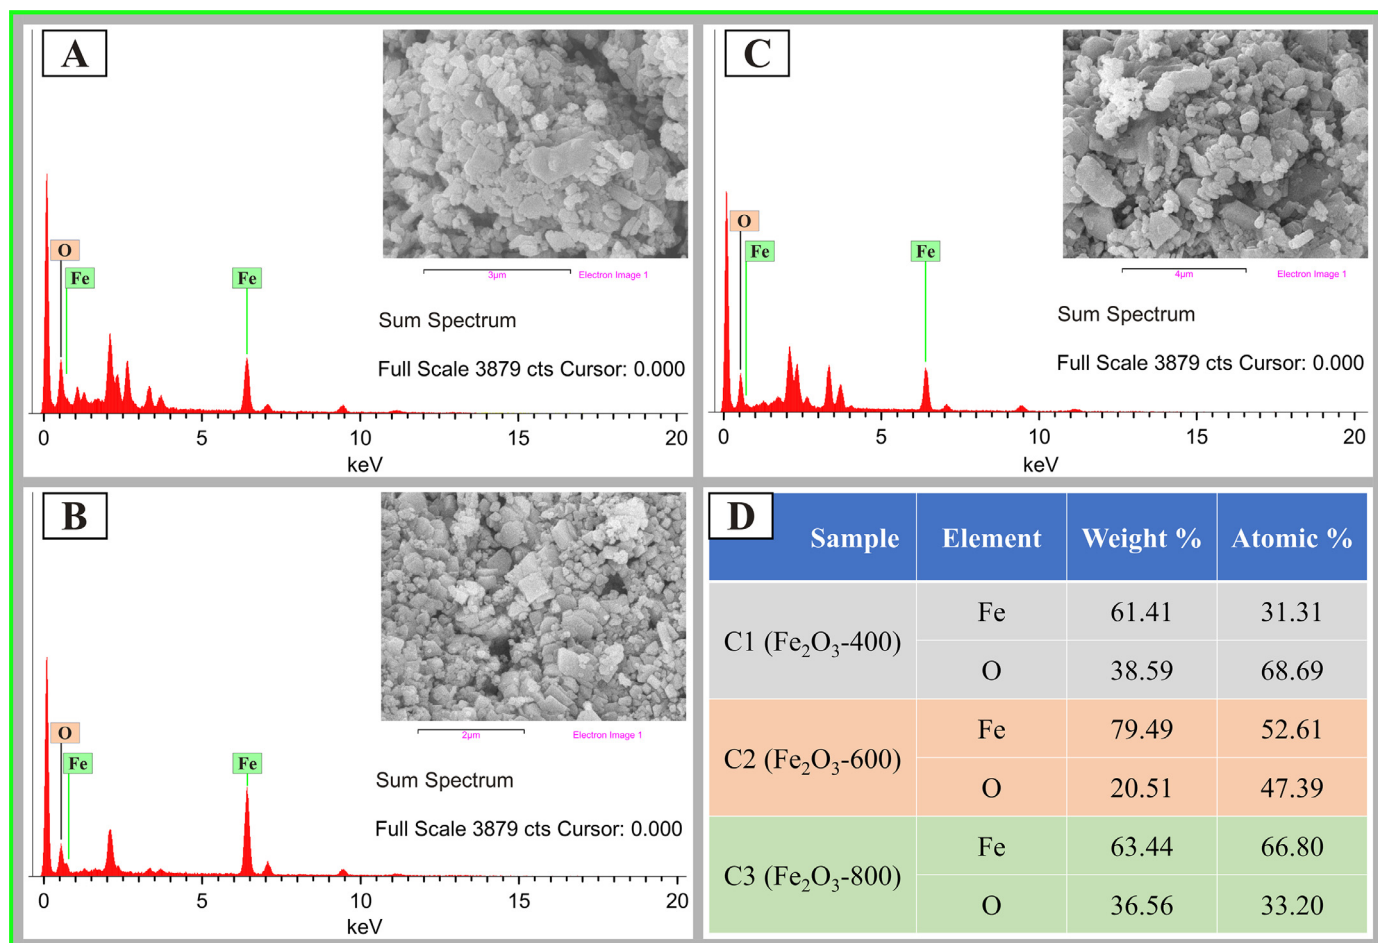 A
O
Fe
Fe
3μm
Electron Image 1
Sum Spectrum
Full Scale 3879 cts Cursor: 0.000
0 5 10 15 20
keV
C
O
Fe
Fe
4μm
Electron Image 1
Sum Spectrum
Full Scale 3879 cts Cursor: 0.000
0 5 10 15 20
keV
B
O
Fe
Fe
2μm
Electron Image 1
Sum Spectrum
Full Scale 3879 cts Cursor: 0.000
0 5 10 15 20
keV
D
Sample Element Weight % Atomic %
C1 (Fe₂O₃-400)
Fe 61.41 31.31
O 38.59 68.69
C2 (Fe₂O₃-600)
Fe 79.49 52.61
O 20.51 47.39
C3 (Fe₂O₃-800)
Fe 63.44 66.80
O 36.56 33.20